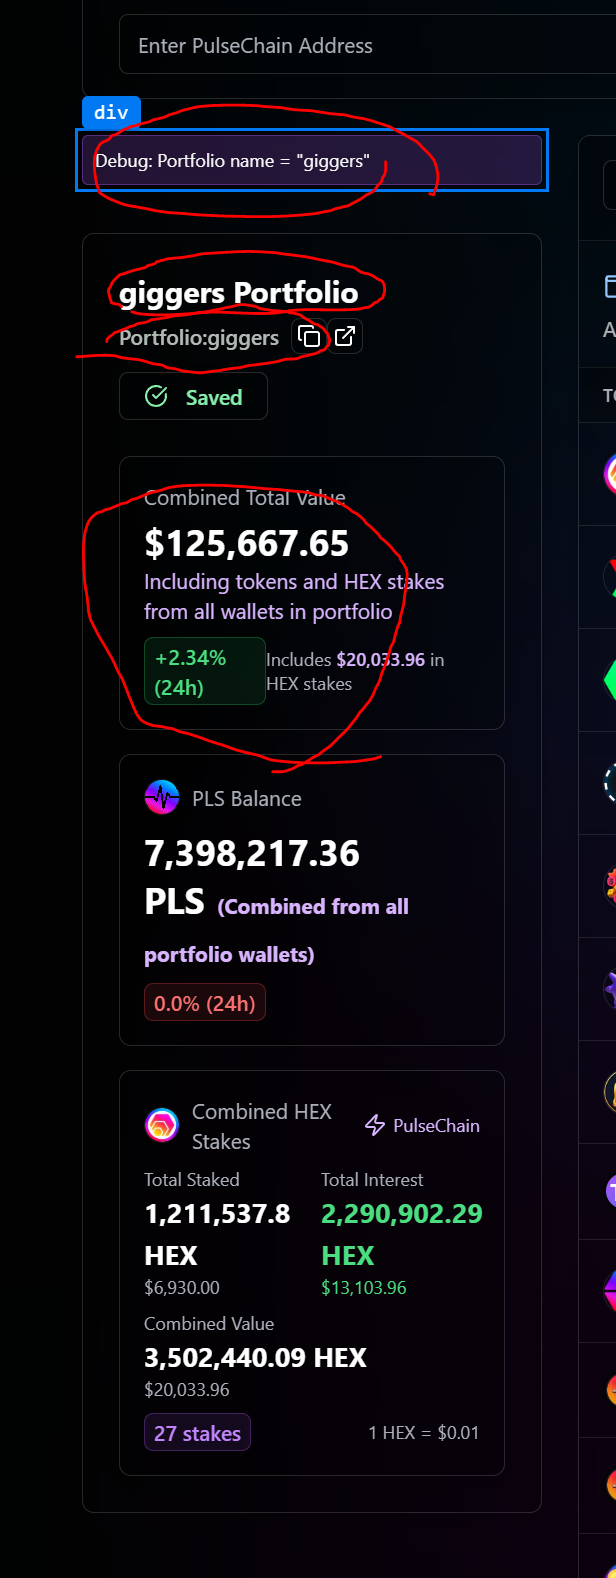 Enter PulseChain Address
div
Debug: Portfolio name = "giggers"
giggers Portfolio
Portfolio:giggers
Saved
Combined Total Value
$125,667.65
Including tokens and HEX stakes
from all wallets in portfolio
+2.34%
(24h)
Includes $20,033.96 in
HEX stakes
PLS Balance
7,398,217.36
PLS (Combined from all
portfolio wallets)
0.0% (24h)
Combined HEX
Stakes
PulseChain
Total Staked
1,211,537.8
HEX
$6,930.00
Total Interest
2,290,902.29
HEX
$13,103.96
Combined Value
3,502,440.09 HEX
$20,033.96
27 stakes
1 HEX = $0.01